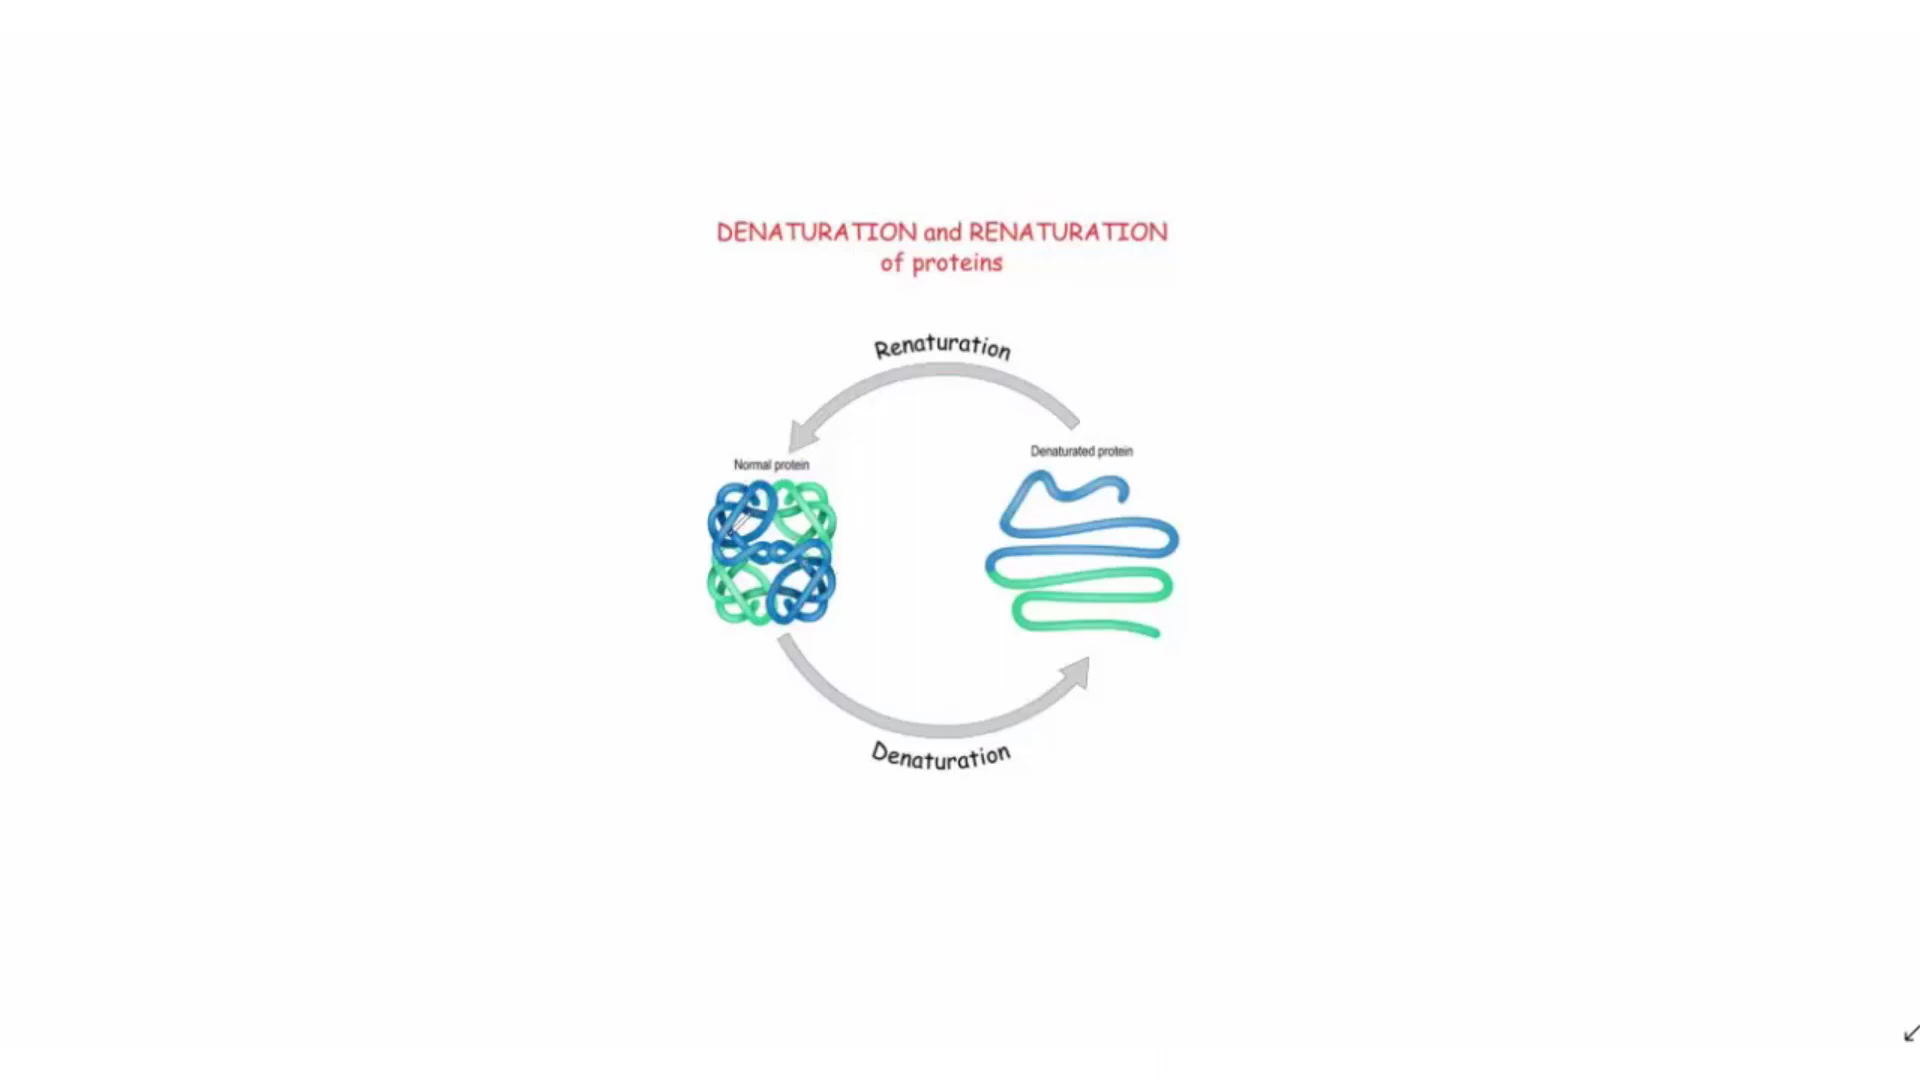 DENATURATION and RENATURATION
of proteins
Renaturation
Normal protein
Denaturated protein
Denaturation